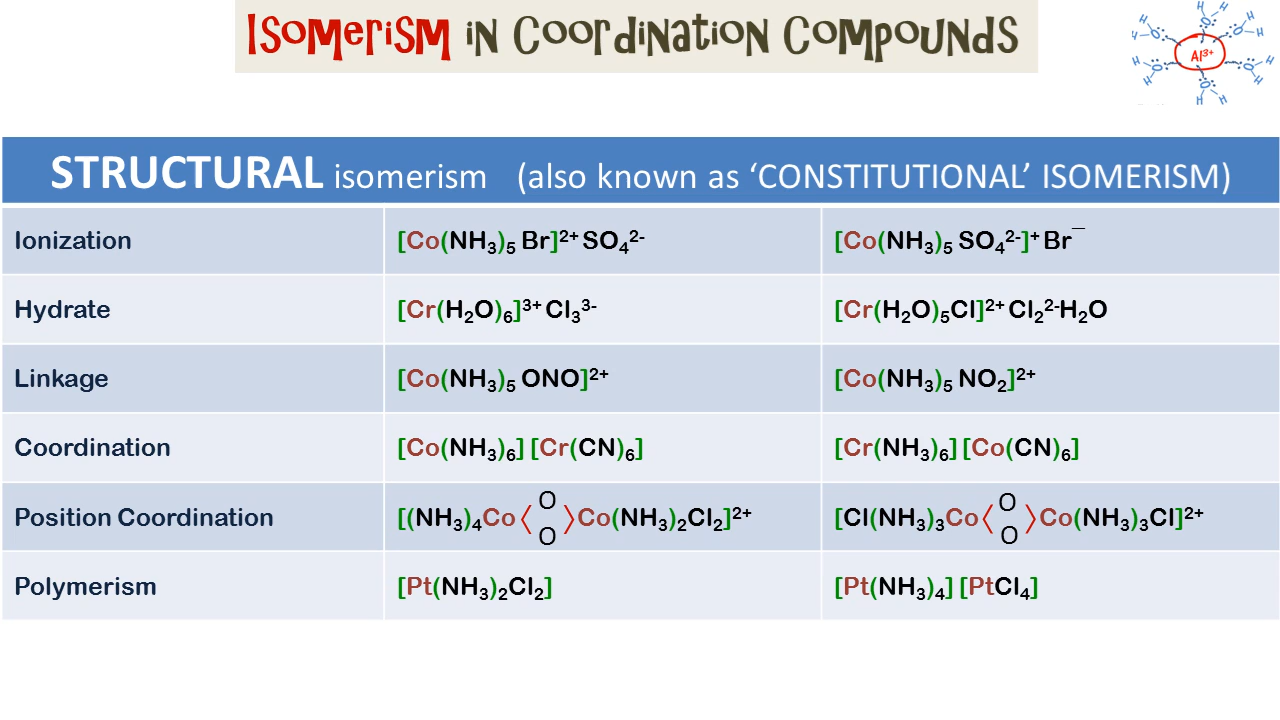 ISOMERISM IN COORDINATION COMPOUNDS
Al³⁺
STRUCTURAL isomerism (also known as ‘CONSTITUTIONAL’ ISOMERISM)
Ionization [Co(NH₃)₅ Br]²⁺ SO₄²⁻ [Co(NH₃)₅ SO₄²⁻]⁺ Br⁻
Hydrate [Cr(H₂O)₆]³⁺ Cl₃³⁻ [Cr(H₂O)₅Cl]²⁺ Cl₂²⁻H₂O
Linkage [Co(NH₃)₅ ONO]²⁺ [Co(NH₃)₅ NO₂]²⁺
Coordination [Co(NH₃)₆] [Cr(CN)₆] [Cr(NH₃)₆] [Co(CN)₆]
Position Coordination [(NH₃)₄Co〈 O O 〉Co(NH₃)₂Cl₂]²⁺ [Cl(NH₃)₃Co〈 O O 〉Co(NH₃)₃Cl]²⁺
Polymerism [Pt(NH₃)₂Cl₂] [Pt(NH₃)₄] [PtCl₄]